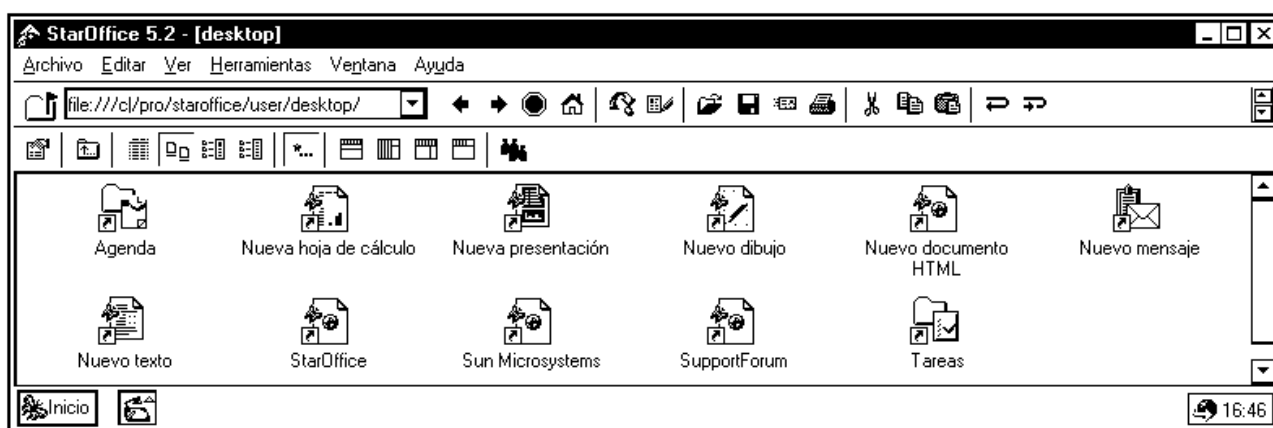 StarOffice 5.2 - [desktop]
Archivo Editar Ver Herramientas Ventana Ayuda
file:///c|/pro/staroffice/user/desktop/
Agenda
Nueva hoja de cálculo
Nueva presentación
Nuevo dibujo
Nuevo documento
HTML
Nuevo mensaje
Nuevo texto
StarOffice
Sun Microsystems
SupportForum
Tareas
Inicio
16:46